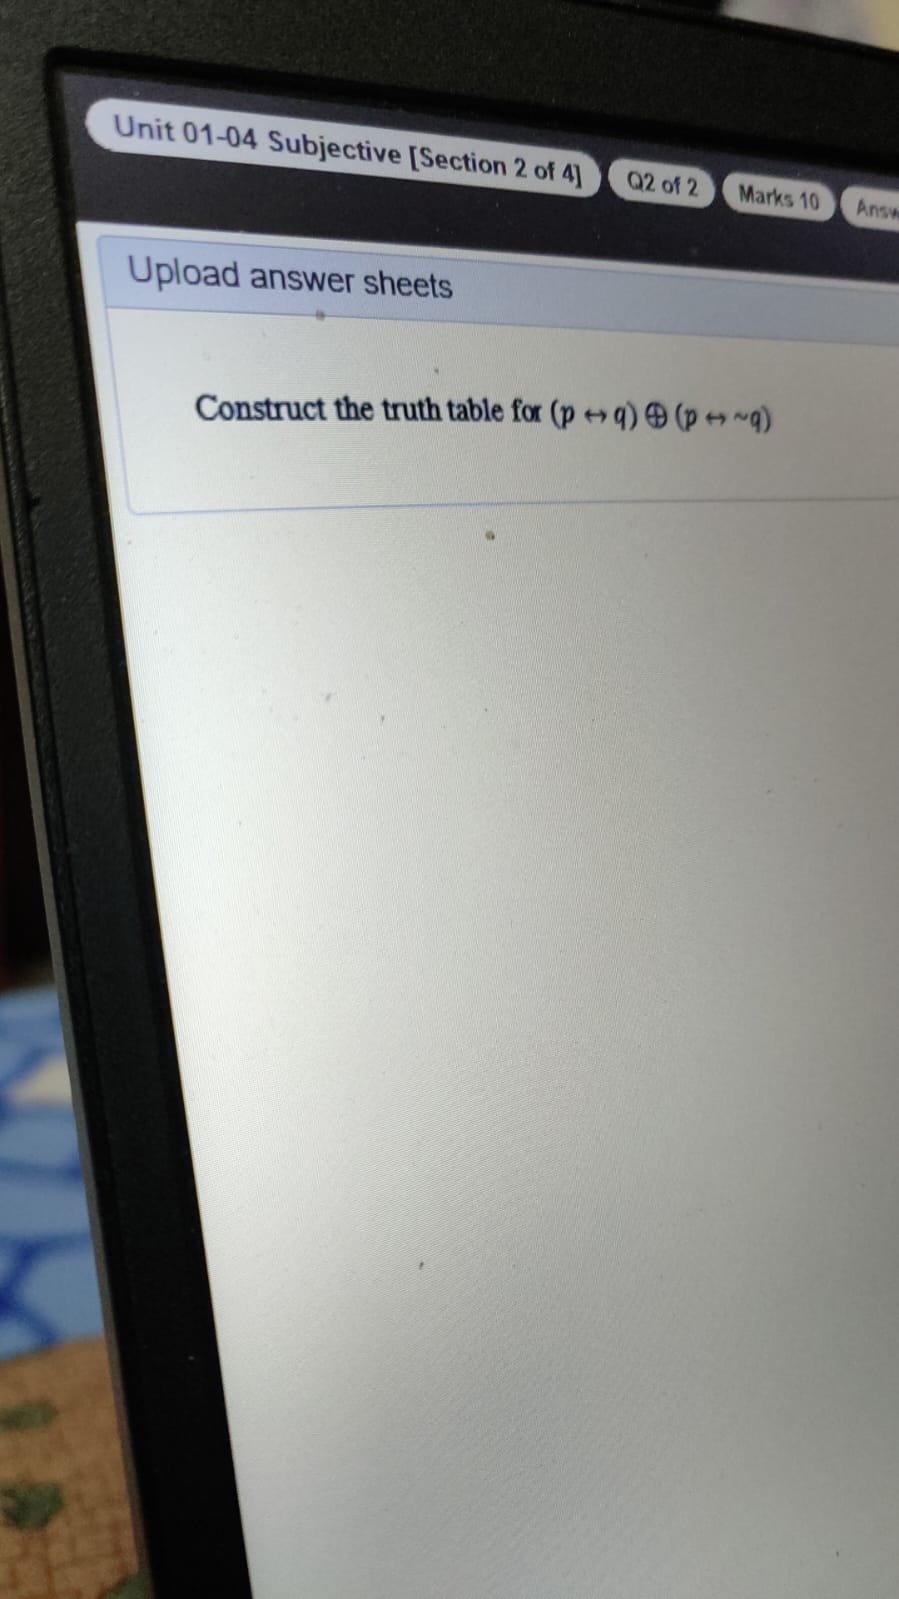 Unit 01-04 Subjective [Section 2 of 4] Q2 of 2 Marks 10
Upload answer sheets
Construct the truth table for (p ↔ q) ⊕ (p ↔ ~q)